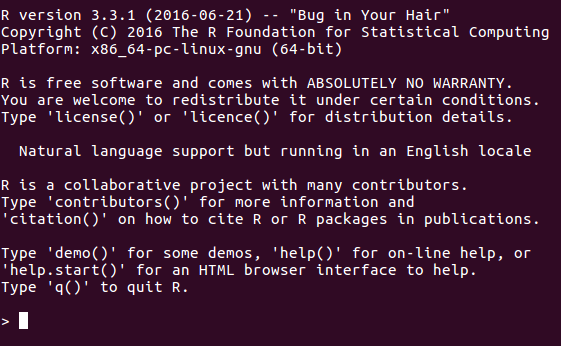 R version 3.3.1 (2016-06-21) -- "Bug in Your Hair"
Copyright (C) 2016 The R Foundation for Statistical Computing
Platform: x86_64-pc-linux-gnu (64-bit)
R is free software and comes with ABSOLUTELY NO WARRANTY.
You are welcome to redistribute it under certain conditions.
Type 'license()' or 'licence()' for distribution details.
Natural language support but running in an English locale
R is a collaborative project with many contributors.
Type 'contributors()' for more information and
'citation()' on how to cite R or R packages in publications.
Type 'demo()' for some demos, 'help()' for on-line help, or
'help.start()' for an HTML browser interface to help.
Type 'q()' to quit R.
>